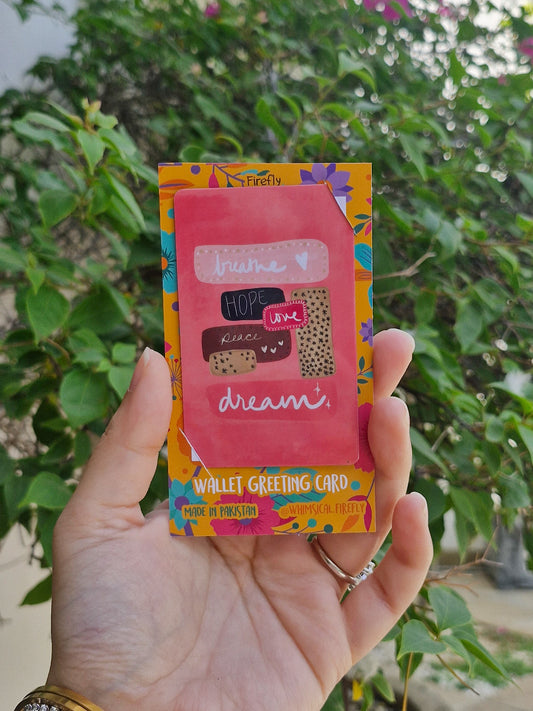 Firefly
breathe
HOPE
love
peace
dream
WALLET GREETING CARD
MADE IN PAKISTAN
@WHIMSICAL.FIREFLY